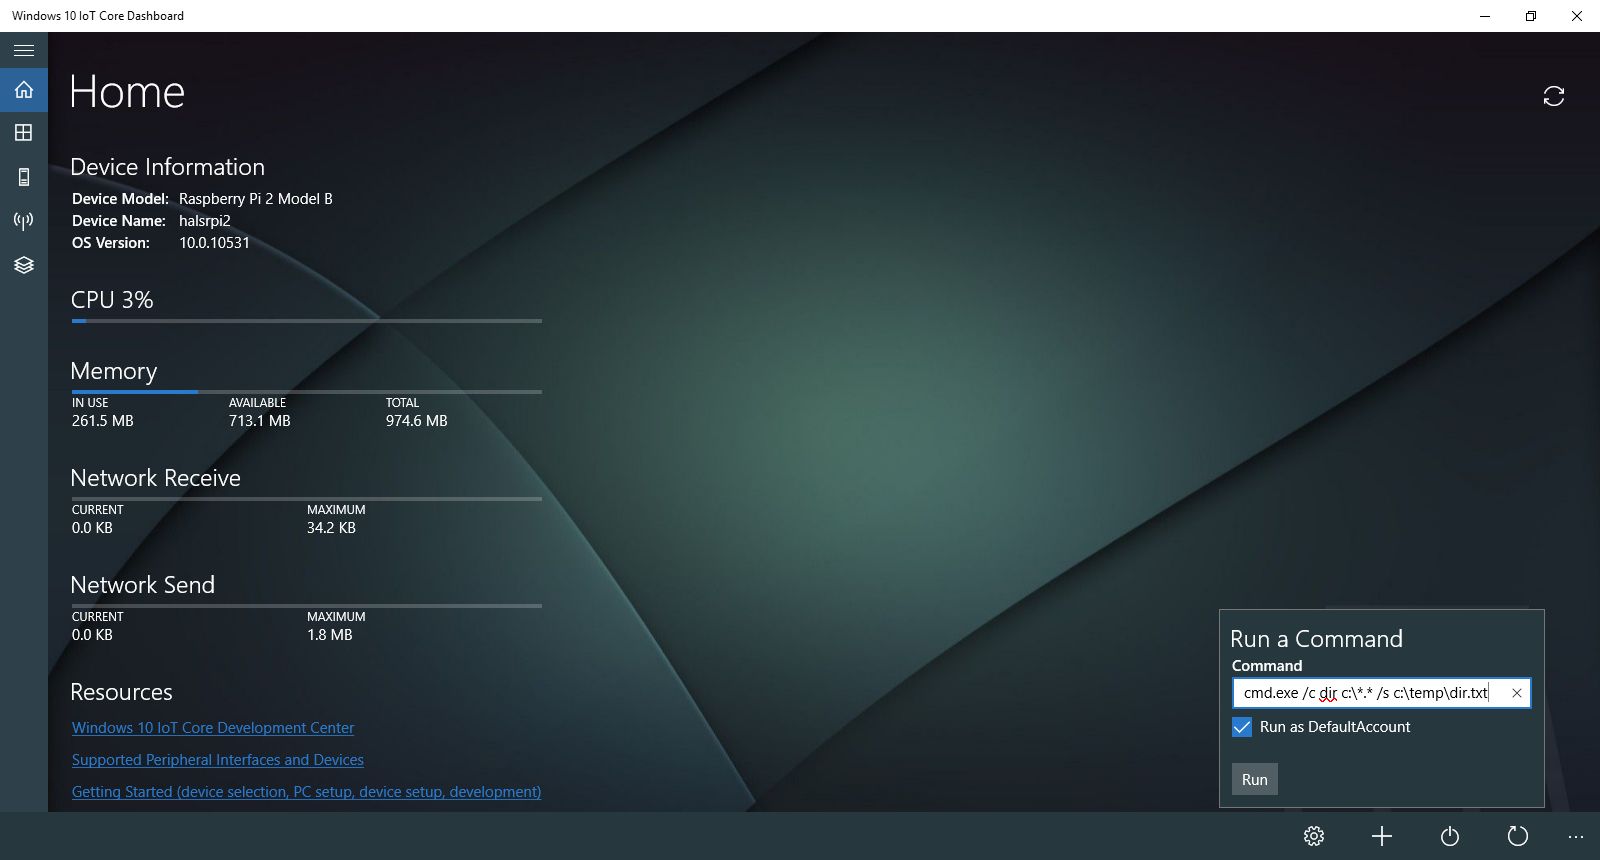 Windows 10 IoT Core Dashboard
Home
Device Information
Device Model: Raspberry Pi 2 Model B
Device Name: halsrpi2
OS Version: 10.0.10531
CPU 3%
Memory
IN USE AVAILABLE TOTAL
261.5 MB 713.1 MB 974.6 MB
Network Receive
CURRENT MAXIMUM
0.0 KB 34.2 KB
Network Send
CURRENT MAXIMUM
0.0 KB 1.8 MB
Resources
Windows 10 IoT Core Development Center
Supported Peripheral Interfaces and Devices
Getting Started (device selection, PC setup, device setup, development)
Run a Command
Command
cmd.exe /c dir c:\*.* /s c:\temp\dir.txt
Run as DefaultAccount
Run